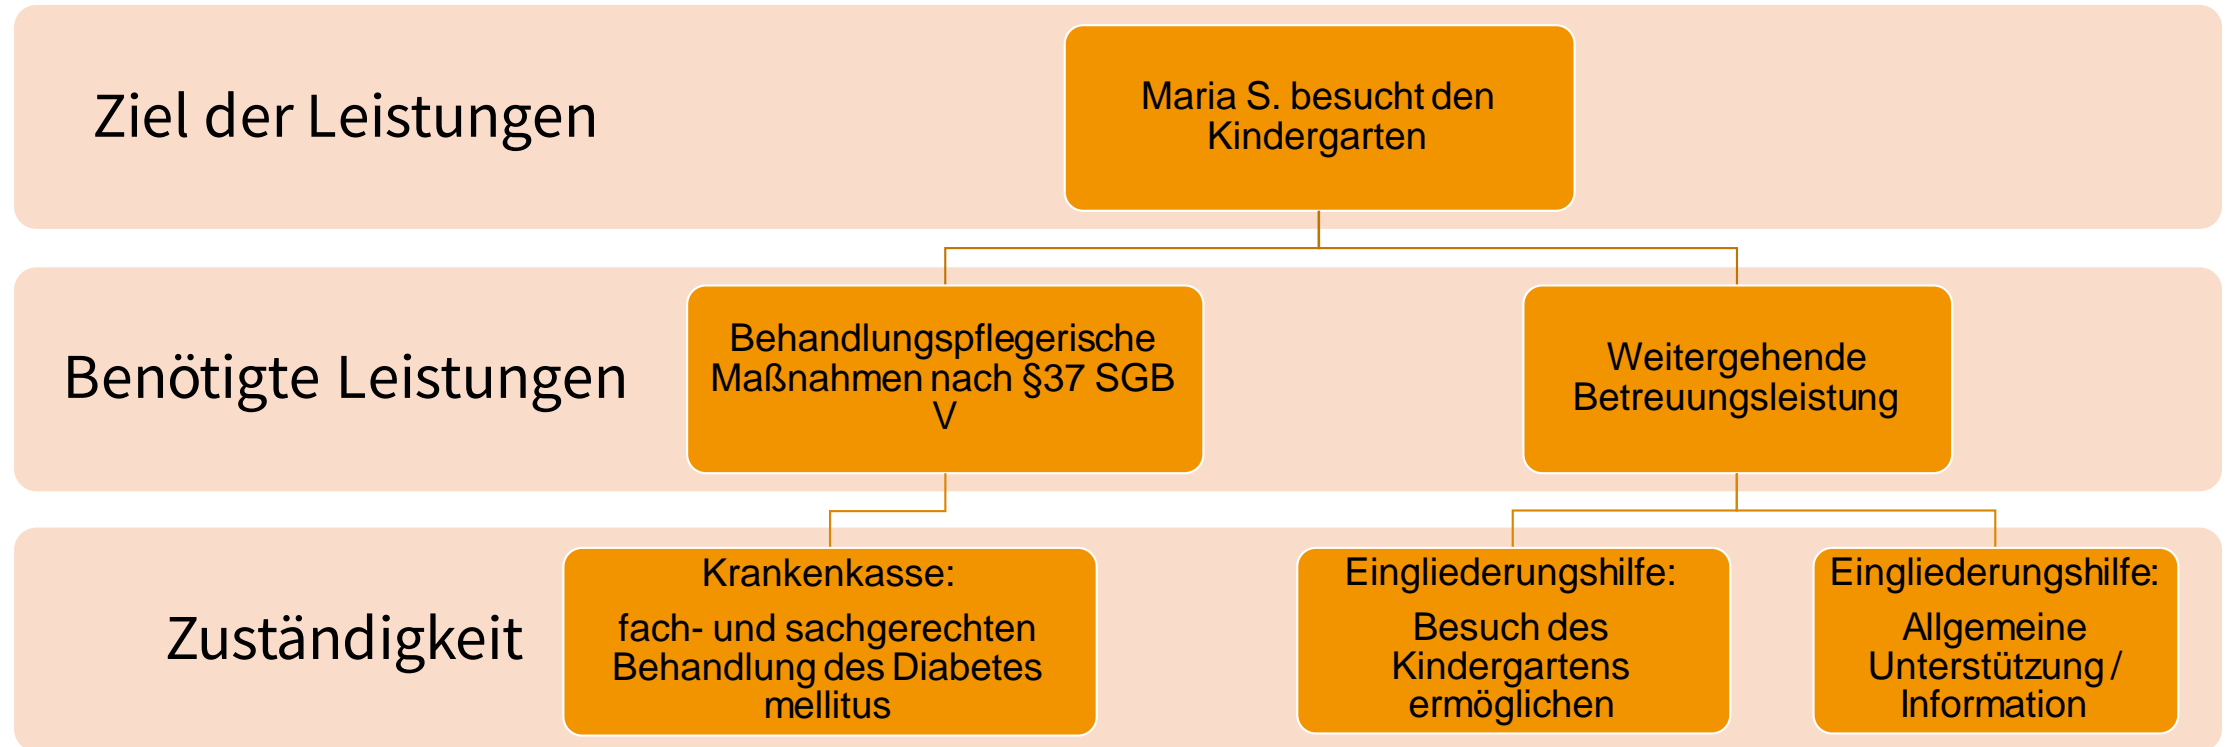 Ziel der Leistungen
Maria S. besucht den
Kindergarten
Benötigte Leistungen
Behandlungspflegerische
Maßnahmen nach §37 SGB
V
Weitergehende
Betreuungsleistung
Zuständigkeit
Krankenkasse:
fach- und sachgerechten
Behandlung des Diabetes
mellitus
Eingliederungshilfe:
Besuch des
Kindergartens
ermöglichen
Eingliederungshilfe:
Allgemeine
Unterstützung /
Information